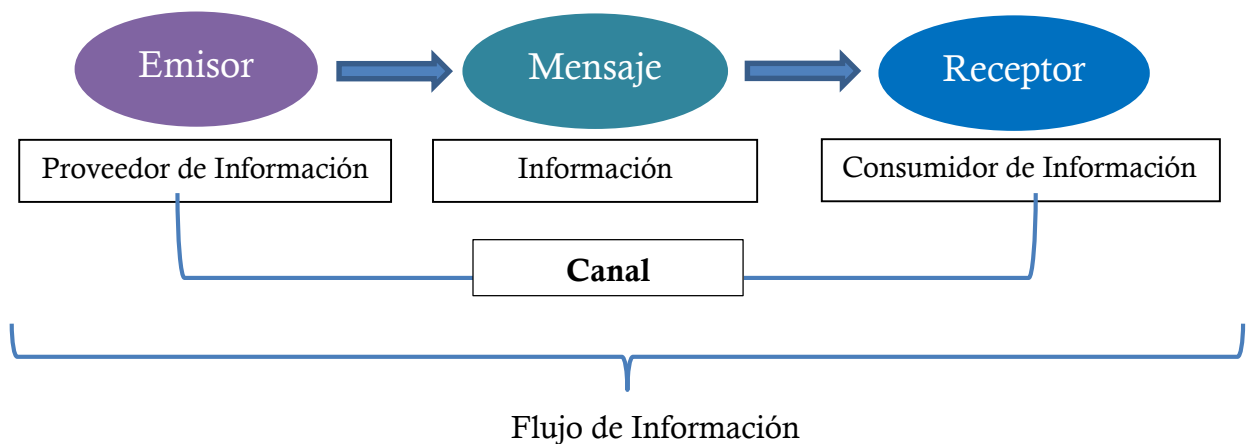 Emisor
Mensaje
Receptor
Proveedor de Información
Información
Consumidor de Información
Canal
Flujo de Información